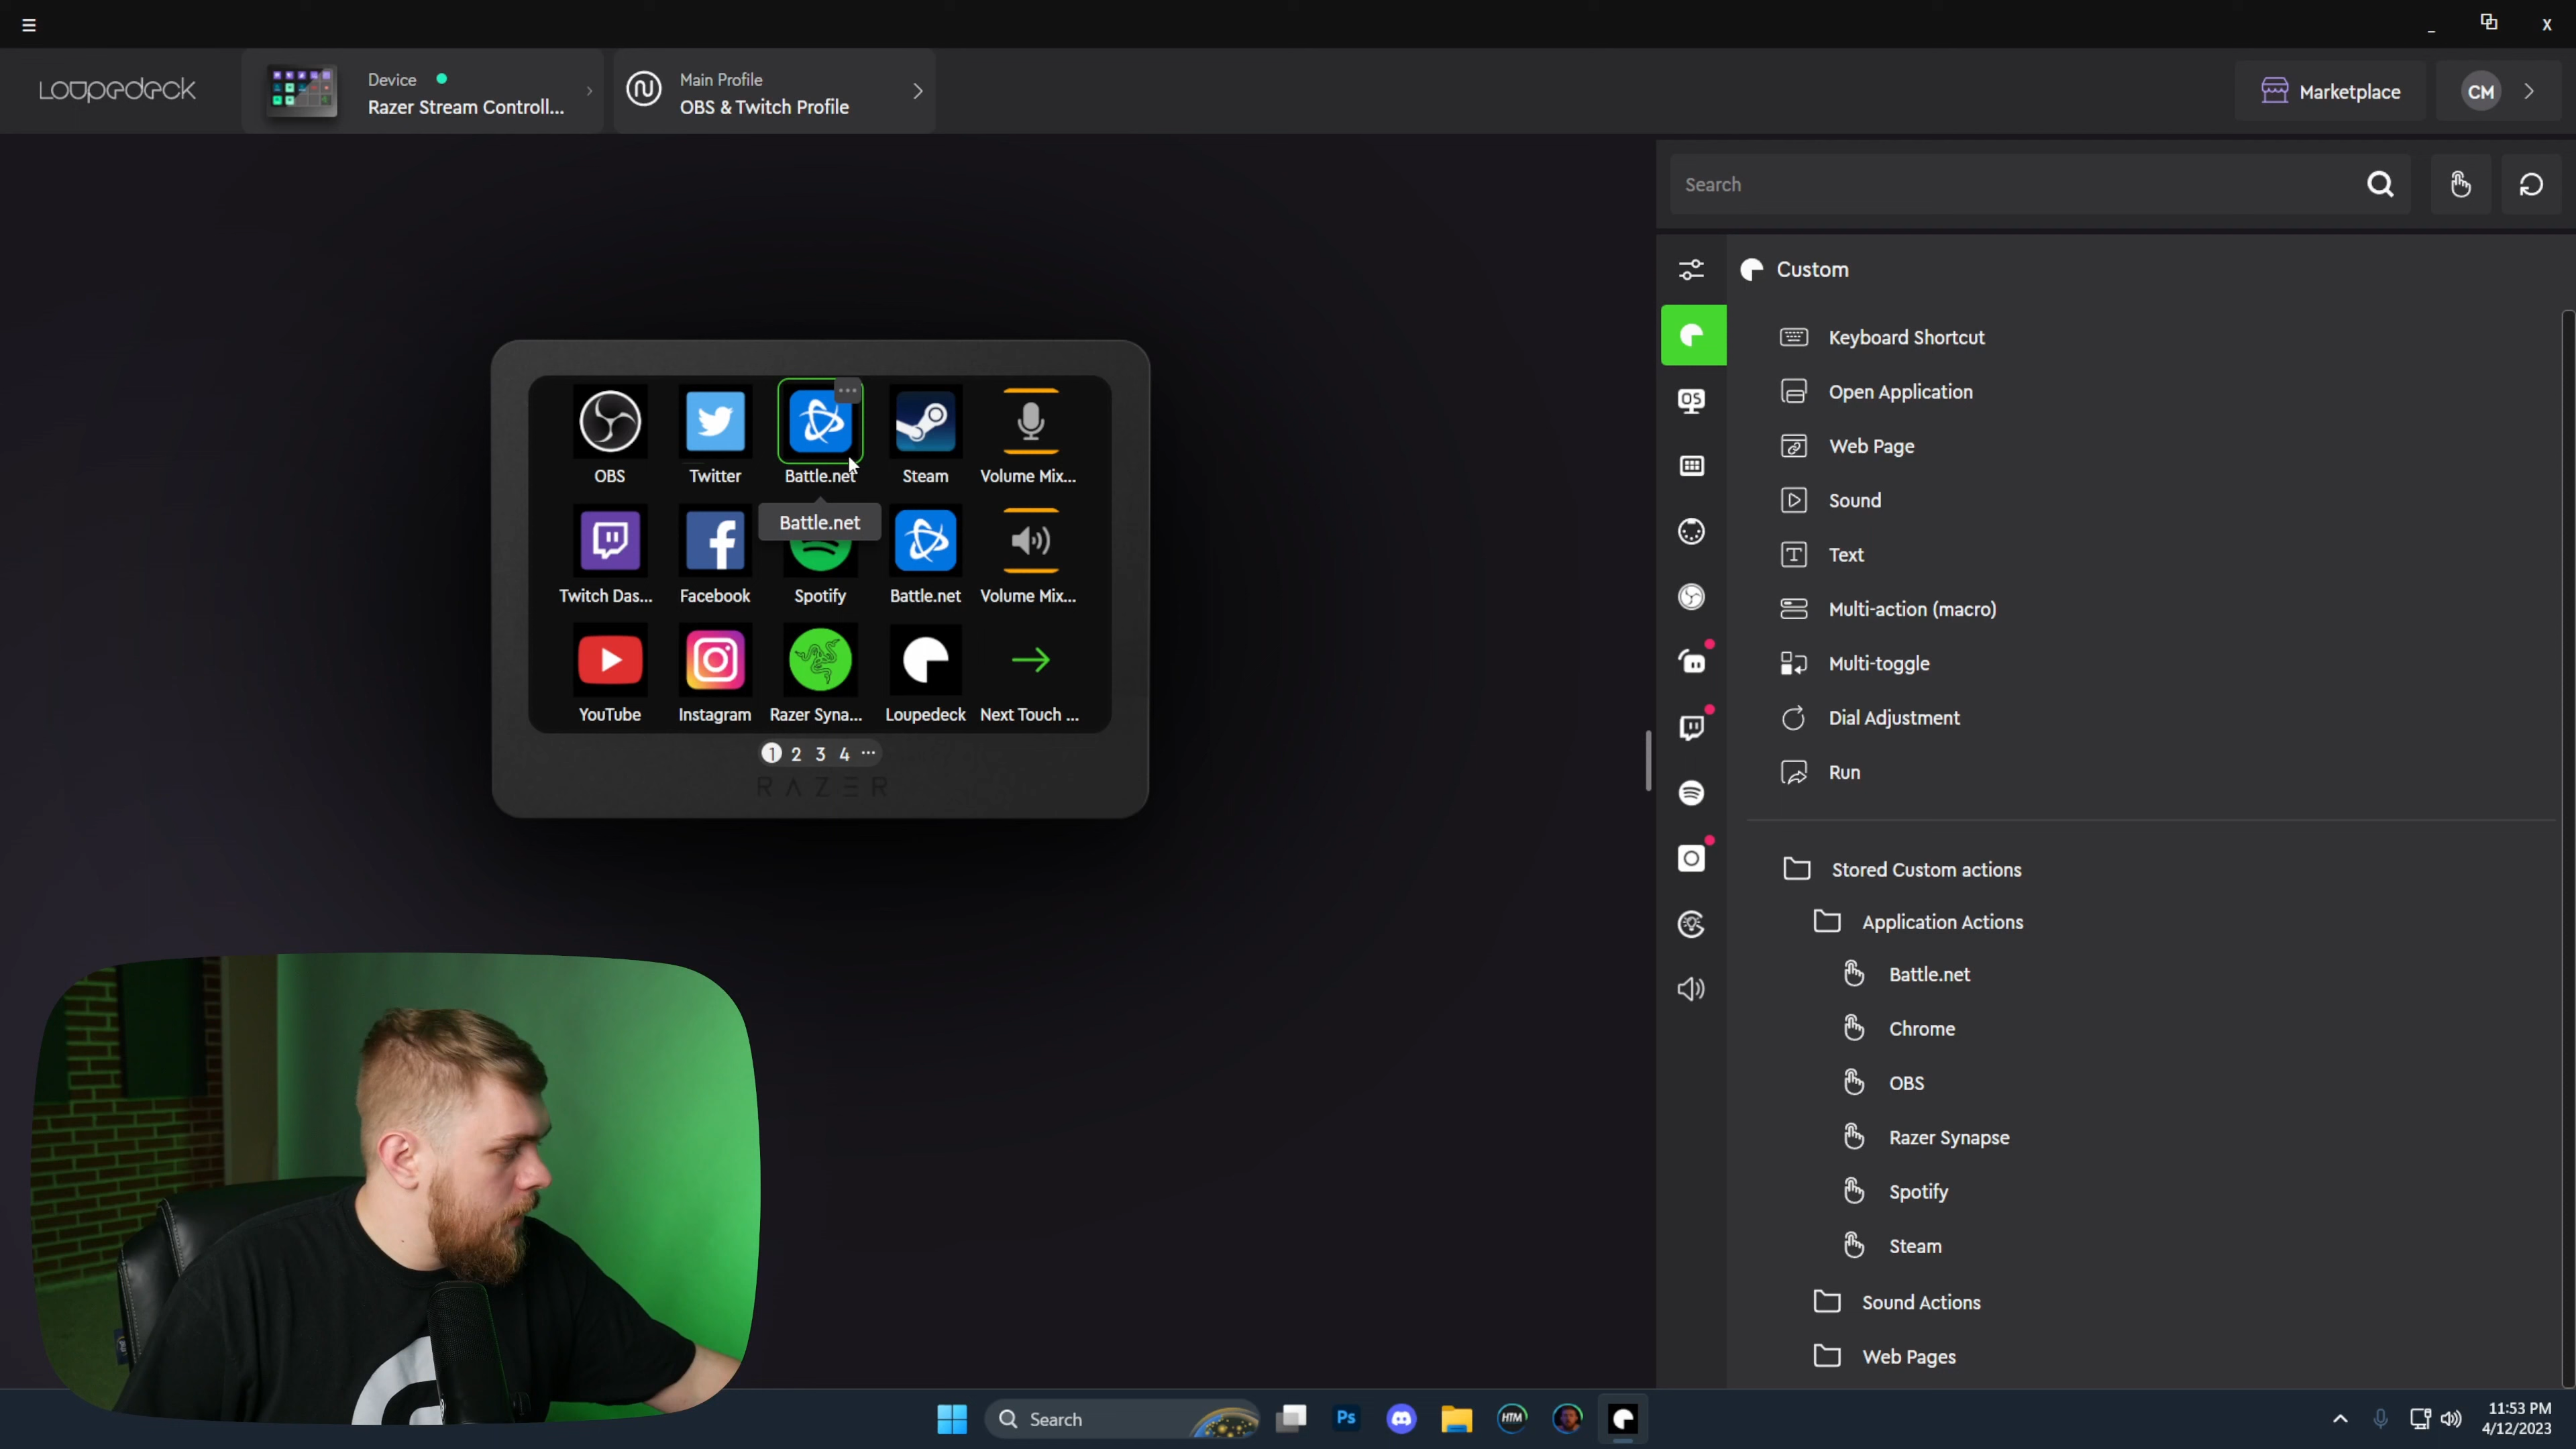 X
LOUPEDECK
Device
Razer Stream Controll...
Main Profile
OBS & Twitch Profile
Marketplace
CM
Search
Custom
Keyboard Shortcut
Open Application
Web Page
Sound
Text
Multi-action (macro)
Multi-toggle
Dial Adjustment
Run
Stored Custom actions
Application Actions
Battle.net
Chrome
OBS
Razer Synapse
Spotify
Steam
Sound Actions
Web Pages
OS
OBS
Twitter
Battle.net
Steam
Volume Mix...
Battle.net
Twitch Das...
Facebook
Spotify
Battle.net
Volume Mix...
YouTube
Instagram
Razer Syna...
Loupedeck
Next Touch ...
1 2 3 4 ...
RAZER
Search
Ps
HTM
11:53 PM
4/12/2023